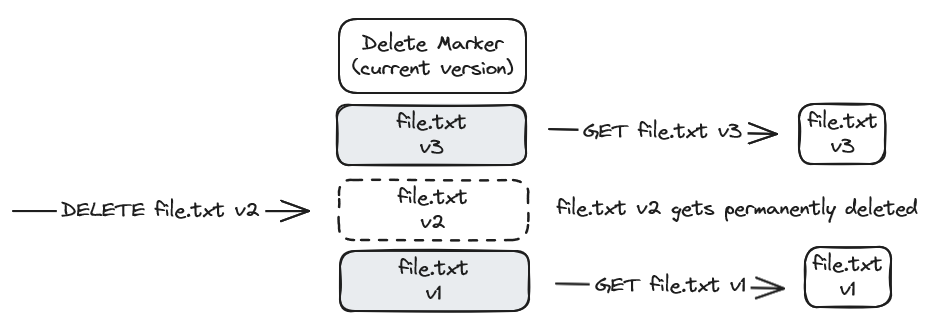 Delete Marker
(current version)
file.txt
v3
GET file.txt v3
file.txt
v3
DELETE file.txt v2
file.txt
v2
file.txt v2 gets permanently deleted
file.txt
v1
GET file.txt v1
file.txt
v1